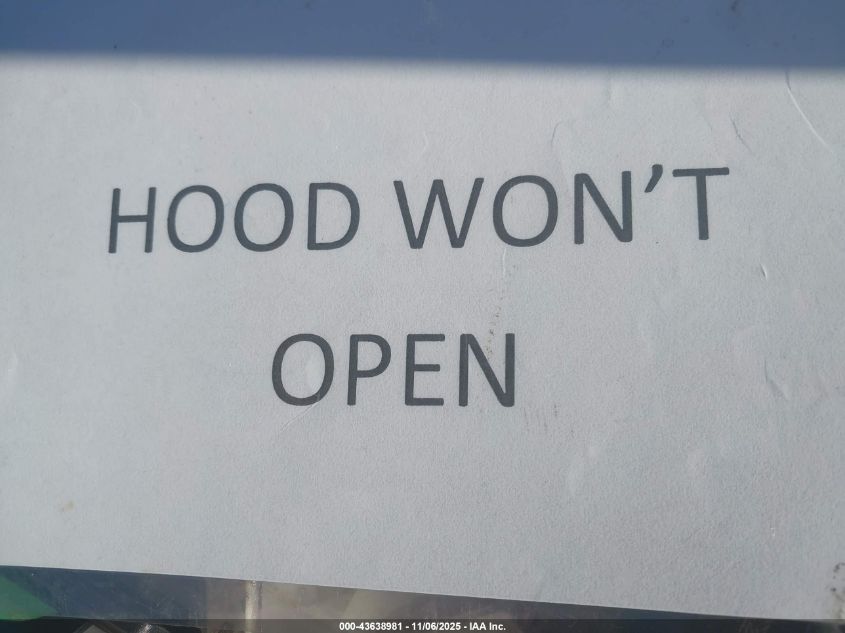 HOOD WON'T
OPEN
000-43638981 - 11/06/2025 - IAA Inc.